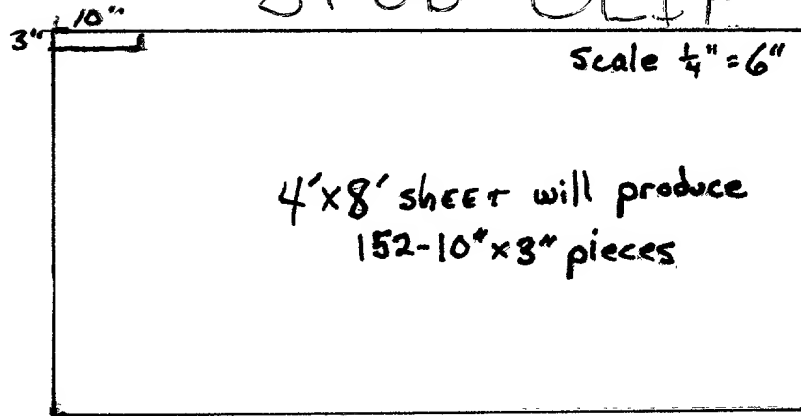 10"
3"
Scale 1/4" = 6"
4'x8' shEET will produce
152-10"x3" pieces